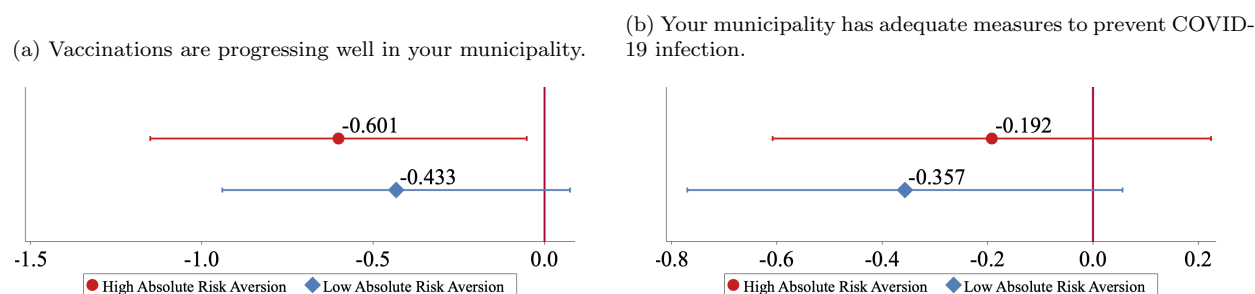 (a) Vaccinations are progressing well in your municipality.
-0.601
-0.433
-1.5 -1.0 -0.5 0.0
High Absolute Risk Aversion Low Absolute Risk Aversion
(b) Your municipality has adequate measures to prevent COVID-
19 infection.
-0.192
-0.357
-0.8 -0.6 -0.4 -0.2 0.0 0.2
High Absolute Risk Aversion Low Absolute Risk Aversion